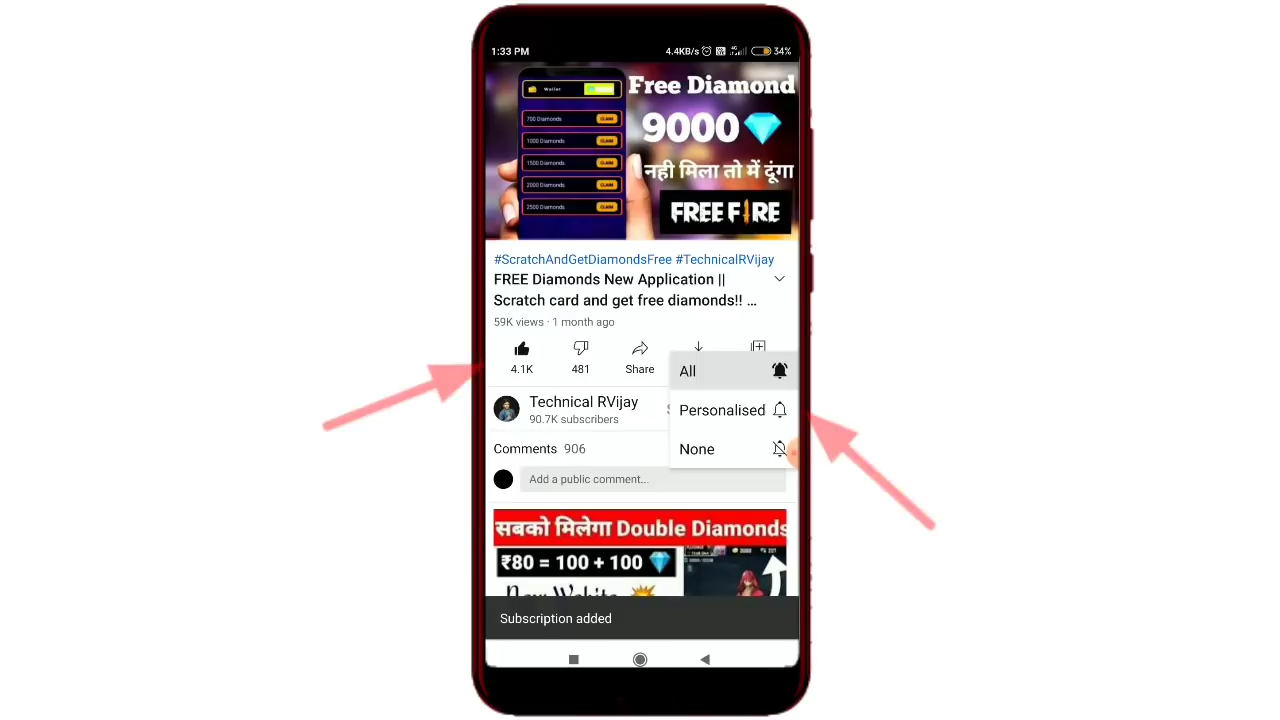 1:33 PM
4.4KB/s
4G
34%
Wallet
700 Diamonds CLAIM
1000 Diamonds CLAIM
1500 Diamonds CLAIM
2000 Diamonds CLAIM
2500 Diamonds CLAIM
Free Diamond
9000
नही मिला तो में दूंगा
FREE FIRE
#ScratchAndGetDiamondsFree #TechnicalRVijay
FREE Diamonds New Application ||
Scratch card and get free diamonds!! ...
59K views · 1 month ago
4.1K
481
Share
All
Personalised
None
Technical RVijay
90.7K subscribers
Comments 906
Add a public comment...
सबको मिलेगा Double Diamonds
₹80 = 100 + 100
Subscription added